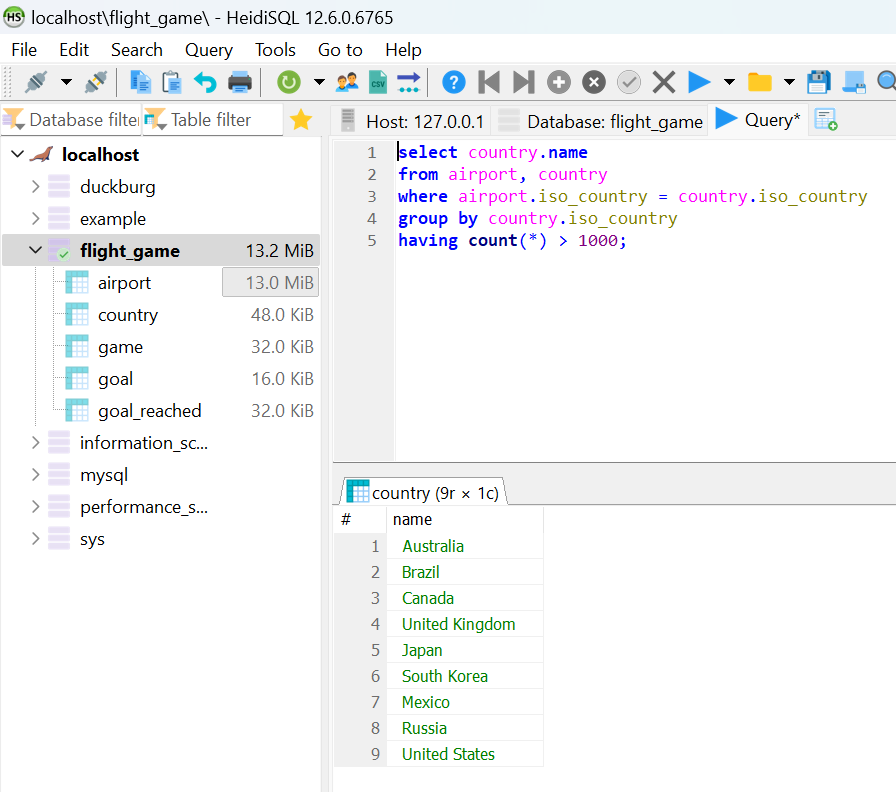 HS localhost\flight_game\ - HeidiSQL 12.6.0.6765
File Edit Search Query Tools Go to Help
CSV
Database filte Table filter
Host: 127.0.0.1 Database: flight_game Query*
localhost
duckburg
example
flight_game 13.2 MiB
airport 13.0 MiB
country 48.0 KiB
game 32.0 KiB
goal 16.0 KiB
goal_reached 32.0 KiB
information_sc...
mysql
performance_s...
sys
1 select country.name
2 from airport, country
3 where airport.iso_country = country.iso_country
4 group by country.iso_country
5 having count(*) > 1000;
country (9r × 1c)
# name
1 Australia
2 Brazil
3 Canada
4 United Kingdom
5 Japan
6 South Korea
7 Mexico
8 Russia
9 United States